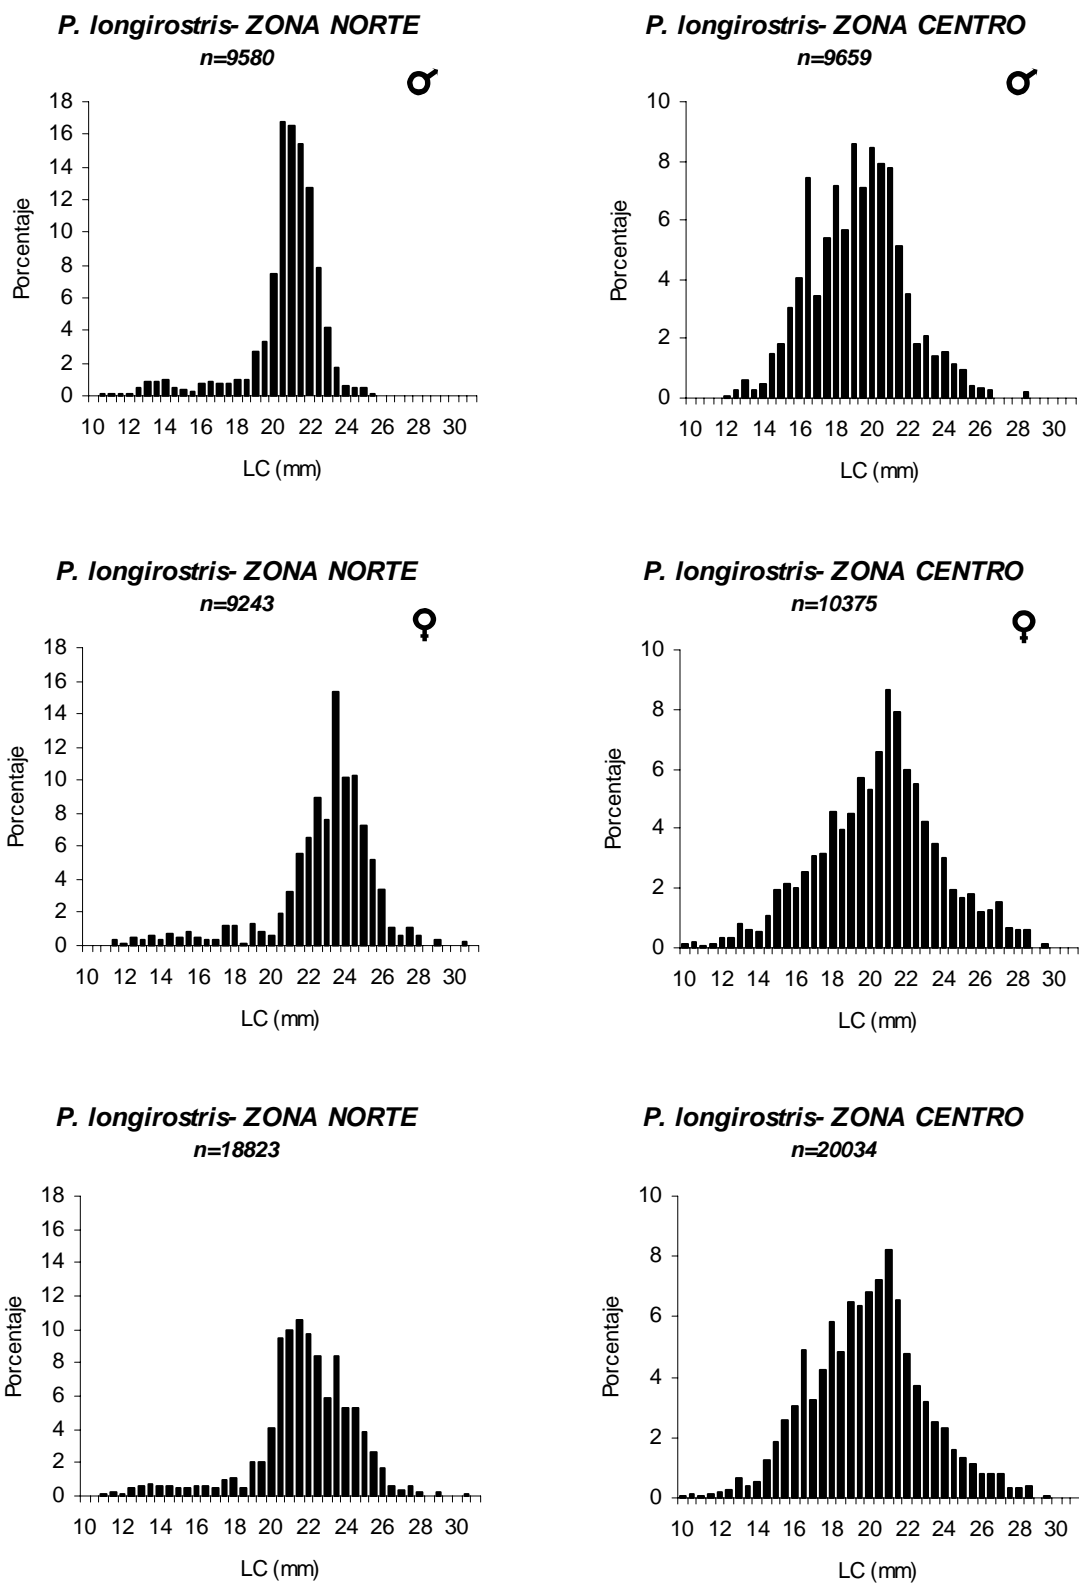 P. longirostris- ZONA NORTE
n=9580
♂
18
16
14
12
10
8
6
4
2
0
Porcentaje
10 12 14 16 18 20 22 24 26 28 30
LC (mm)
P. longirostris- ZONA CENTRO
n=9659
♂
10
8
6
4
2
0
Porcentaje
10 12 14 16 18 20 22 24 26 28 30
LC (mm)
P. longirostris- ZONA NORTE
n=9243
♀
18
16
14
12
10
8
6
4
2
0
Porcentaje
10 12 14 16 18 20 22 24 26 28 30
LC (mm)
P. longirostris- ZONA CENTRO
n=10375
♀
10
8
6
4
2
0
Porcentaje
10 12 14 16 18 20 22 24 26 28 30
LC (mm)
P. longirostris- ZONA NORTE
n=18823
18
16
14
12
10
8
6
4
2
0
Porcentaje
10 12 14 16 18 20 22 24 26 28 30
LC (mm)
P. longirostris- ZONA CENTRO
n=20034
10
8
6
4
2
0
Porcentaje
10 12 14 16 18 20 22 24 26 28 30
LC (mm)